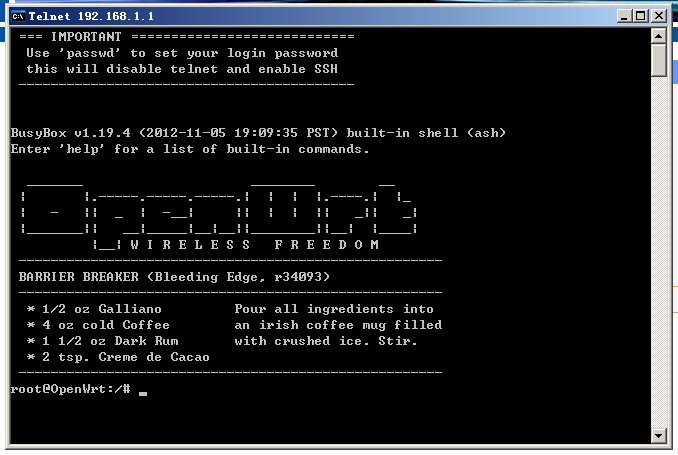 Telnet 192.168.1.1
=== IMPORTANT ============================
Use 'passwd' to set your login password
this will disable telnet and enable SSH
------------------------------------------
BusyBox v1.19.4 (2012-11-05 19:09:35 PST) built-in shell (ash)
Enter 'help' for a list of built-in commands.
OpenWrt
W I R E L E S S   F R E E D O M
-----------------------------------------------------
BARRIER BREAKER (Bleeding Edge, r34093)
-----------------------------------------------------
* 1/2 oz Galliano         Pour all ingredients into
* 4 oz cold Coffee        an irish coffee mug filled
* 1 1/2 oz Dark Rum       with crushed ice. Stir.
* 2 tsp. Creme de Cacao
-----------------------------------------------------
root@OpenWrt:/# _